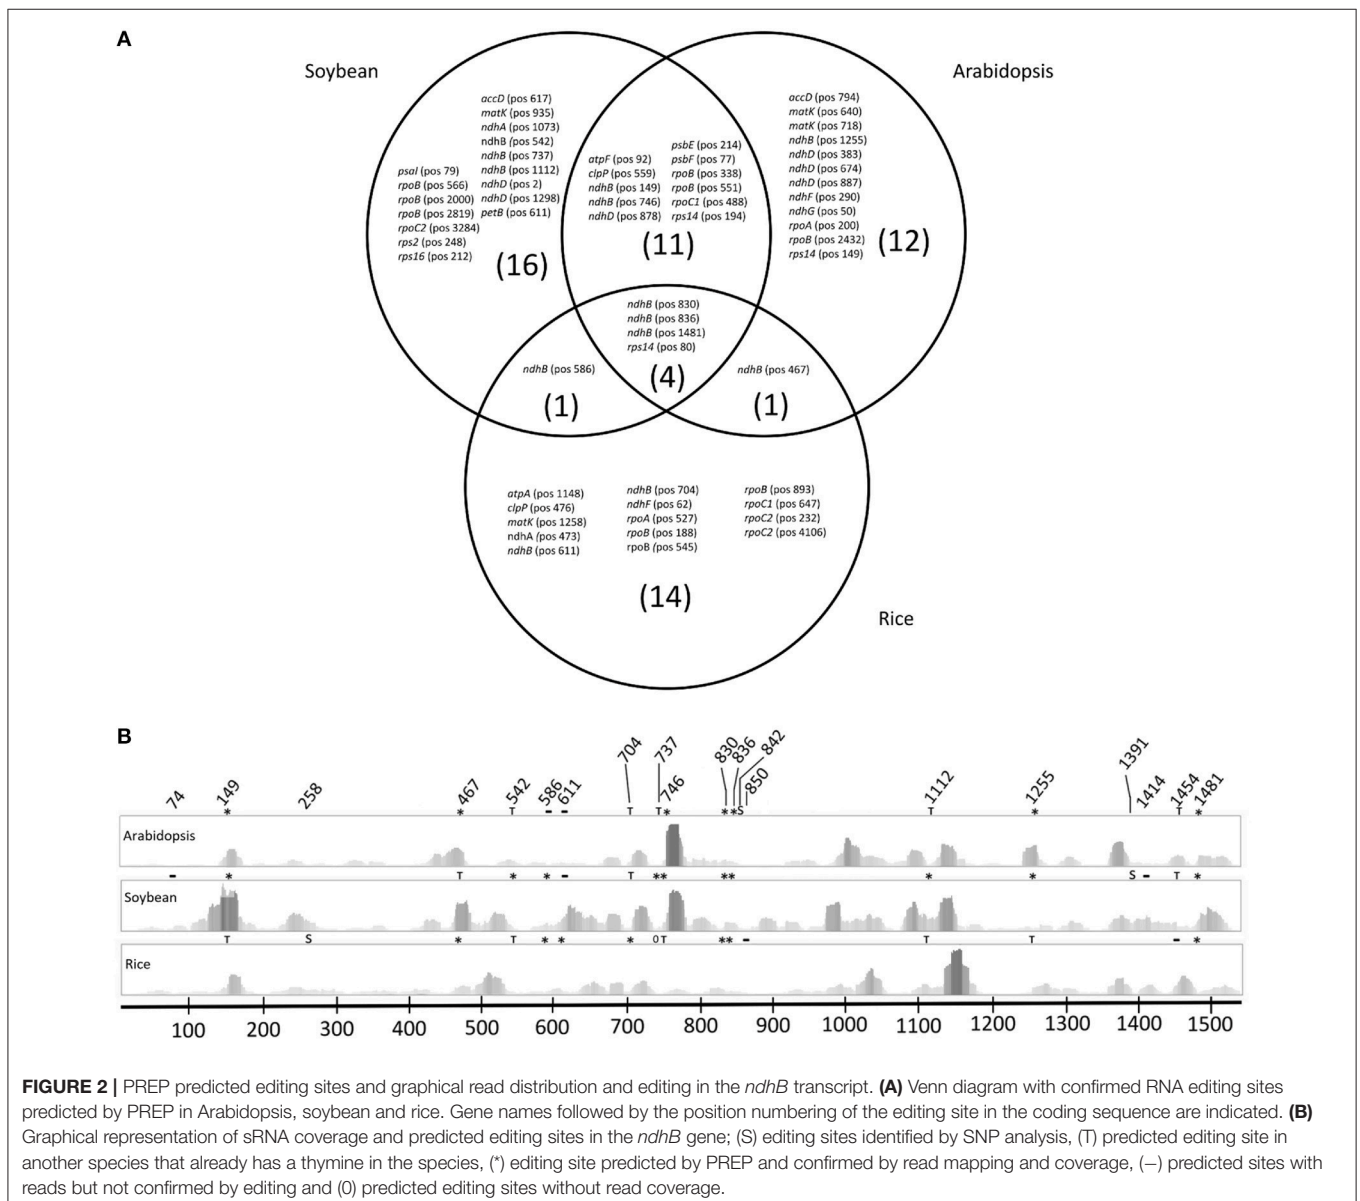 A
Soybean
Arabidopsis
accD (pos 617)
matK (pos 935)
ndhA (pos 1073)
ndhB (pos 542)
ndhB (pos 737)
ndhB (pos 1112)
ndhD (pos 2)
ndhD (pos 1298)
petB (pos 611)
psaI (pos 79)
rpoB (pos 566)
rpoB (pos 2000)
rpoB (pos 2819)
rpoC2 (pos 3284)
rps2 (pos 248)
rps16 (pos 212)
(16)
atpF (pos 92)
clpP (pos 559)
ndhB (pos 149)
ndhB (pos 746)
ndhD (pos 878)
psbE (pos 214)
psbF (pos 77)
rpoB (pos 338)
rpoB (pos 551)
rpoC1 (pos 488)
rps14 (pos 194)
(11)
accD (pos 794)
matK (pos 640)
matK (pos 718)
ndhB (pos 1255)
ndhD (pos 383)
ndhD (pos 674)
ndhD (pos 887)
ndhF (pos 290)
ndhG (pos 50)
rpoA (pos 200)
rpoB (pos 2432)
rps14 (pos 149)
(12)
ndhB (pos 830)
ndhB (pos 836)
ndhB (pos 1481)
rps14 (pos 80)
(4)
ndhB (pos 586)
(1)
ndhB (pos 467)
(1)
atpA (pos 1148)
clpP (pos 476)
matK (pos 1258)
ndhA (pos 473)
ndhB (pos 611)
ndhB (pos 704)
ndhF (pos 62)
rpoA (pos 527)
rpoB (pos 188)
rpoB (pos 545)
rpoB (pos 893)
rpoC1 (pos 647)
rpoC2 (pos 232)
rpoC2 (pos 4106)
(14)
Rice
B
74 149 258 467 542 586 611 704 737 746 830 836 842 850 1112 1255 1391 1414 1454 1481
* * T - - T T * * * S T * T *
Arabidopsis
- * T * * - T * * * * * * S - T *
Soybean
T S * T * * * 0 T * * - T T - *
Rice
100 200 300 400 500 600 700 800 900 1000 1100 1200 1300 1400 1500
FIGURE 2 | PREP predicted editing sites and graphical read distribution and editing in the ndhB transcript. (A) Venn diagram with confirmed RNA editing sites
predicted by PREP in Arabidopsis, soybean and rice. Gene names followed by the position numbering of the editing site in the coding sequence are indicated. (B)
Graphical representation of sRNA coverage and predicted editing sites in the ndhB gene; (S) editing sites identified by SNP analysis, (T) predicted editing site in
another species that already has a thymine in the species, (*) editing site predicted by PREP and confirmed by read mapping and coverage, (−) predicted sites with
reads but not confirmed by editing and (0) predicted editing sites without read coverage.